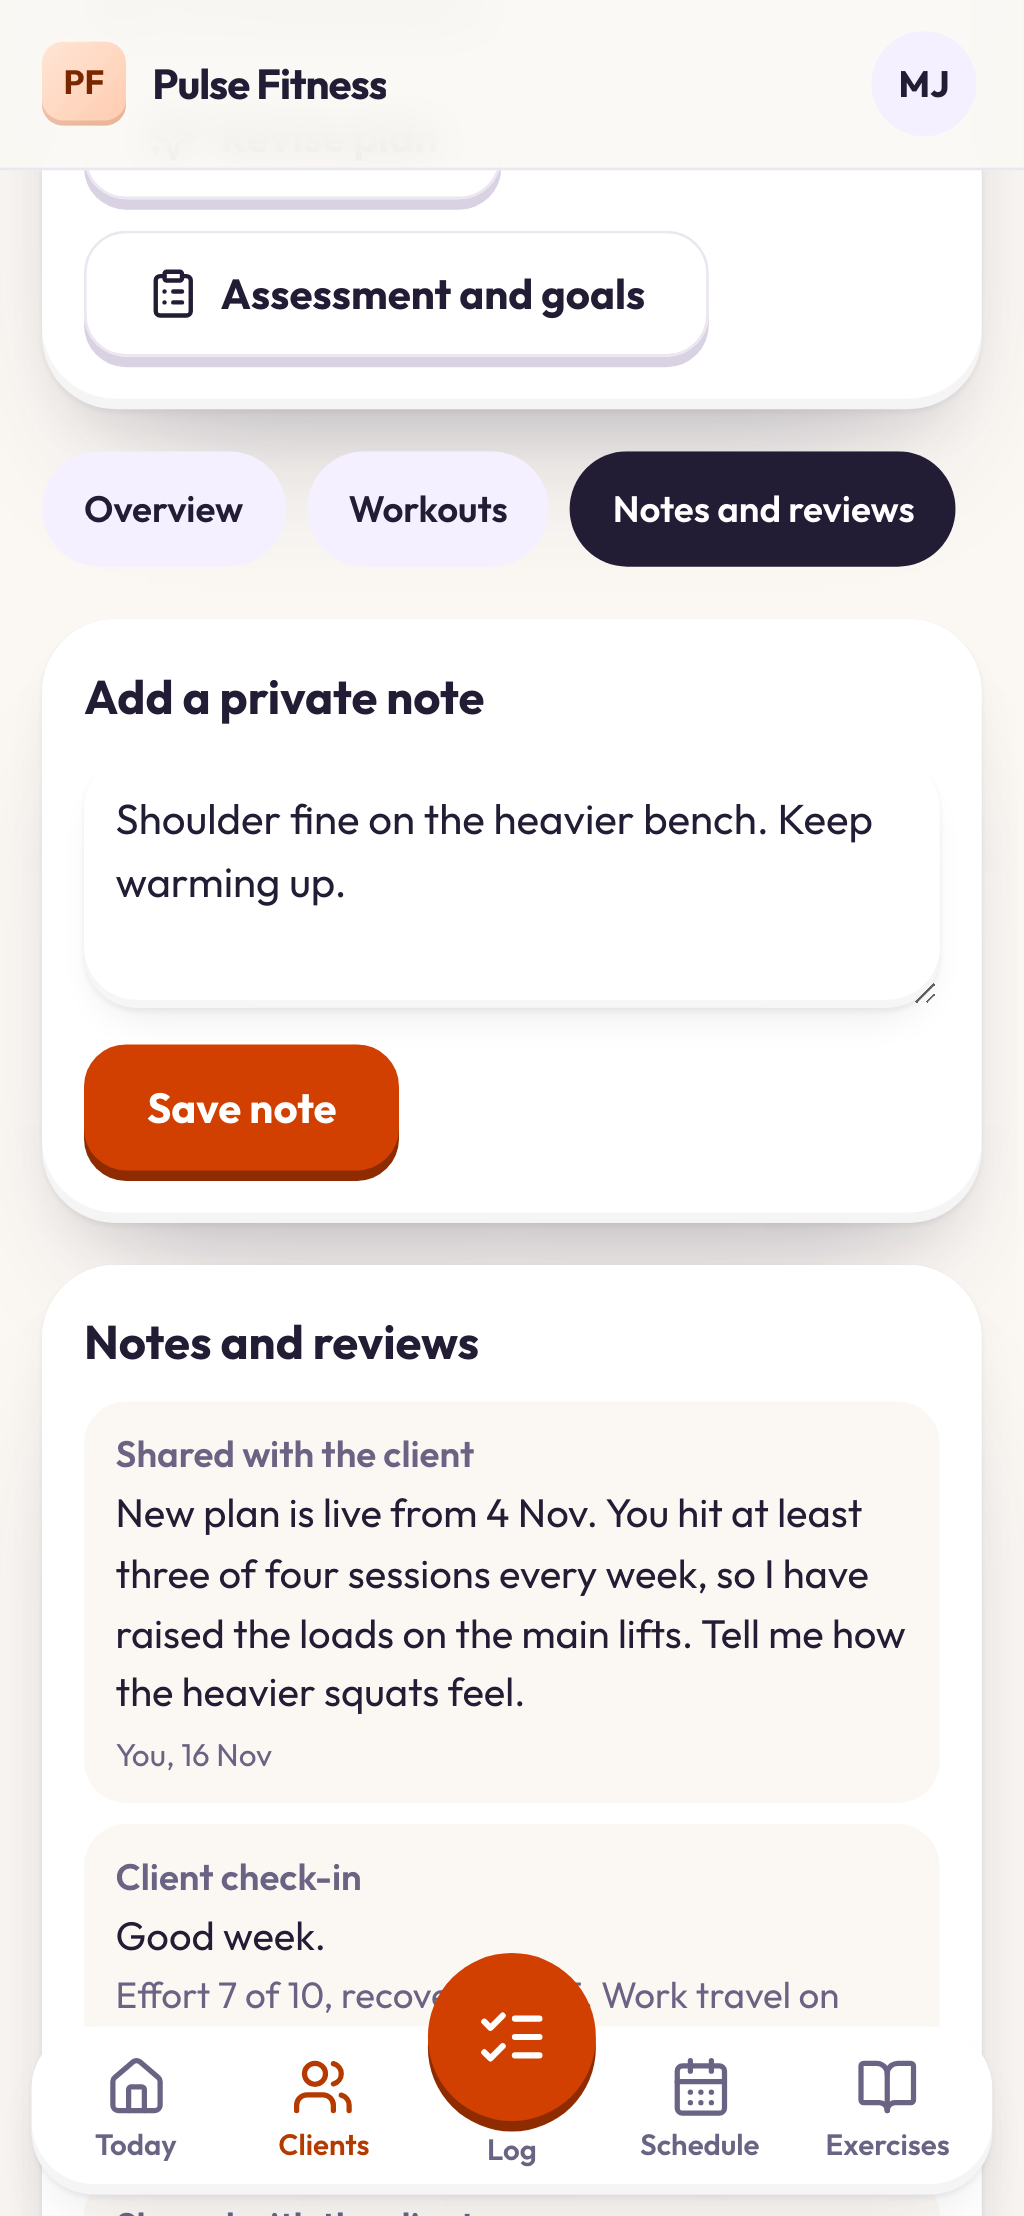 PF
Pulse Fitness
MJ
Revise plan
Assessment and goals
Overview
Workouts
Notes and reviews
Add a private note
Shoulder fine on the heavier bench. Keep
warming up.
Save note
Notes and reviews
Shared with the client
New plan is live from 4 Nov. You hit at least
three of four sessions every week, so I have
raised the loads on the main lifts. Tell me how
the heavier squats feel.
You, 16 Nov
Client check-in
Good week.
Effort 7 of 10, Work travel on
Today
Clients
Log
Schedule
Exercises